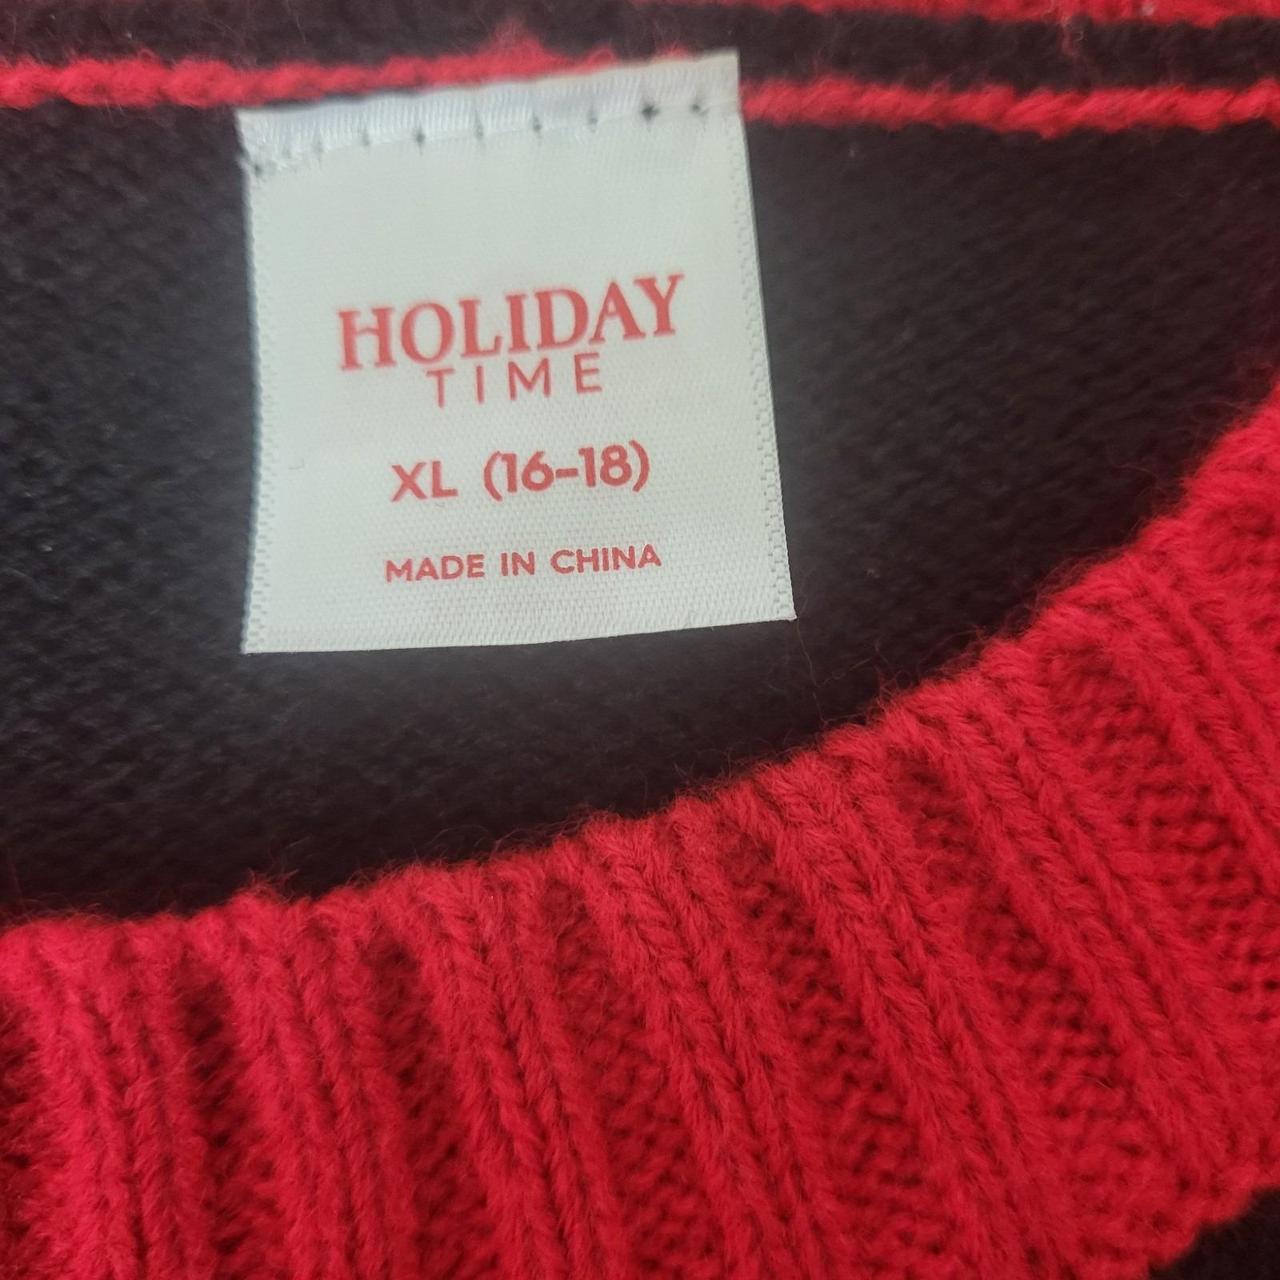 HOLIDAY
TIME
XL (16-18)
MADE IN CHINA